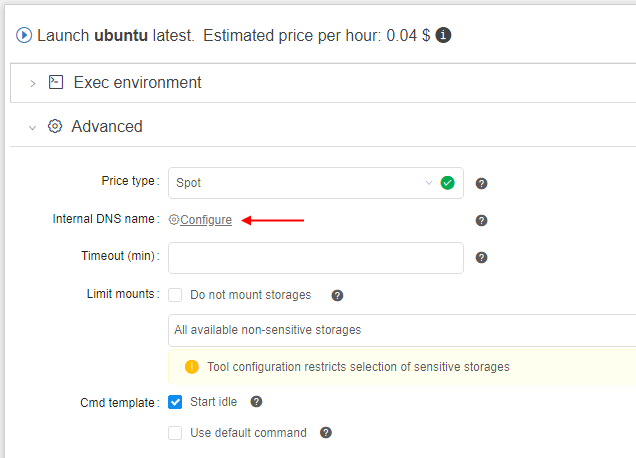 Launch ubuntu latest. Estimated price per hour: 0.04 $
Exec environment
Advanced
Price type: Spot
Internal DNS name: Configure
Timeout (min):
Limit mounts: Do not mount storages
All available non-sensitive storages
Tool configuration restricts selection of sensitive storages
Cmd template: Start idle
Use default command